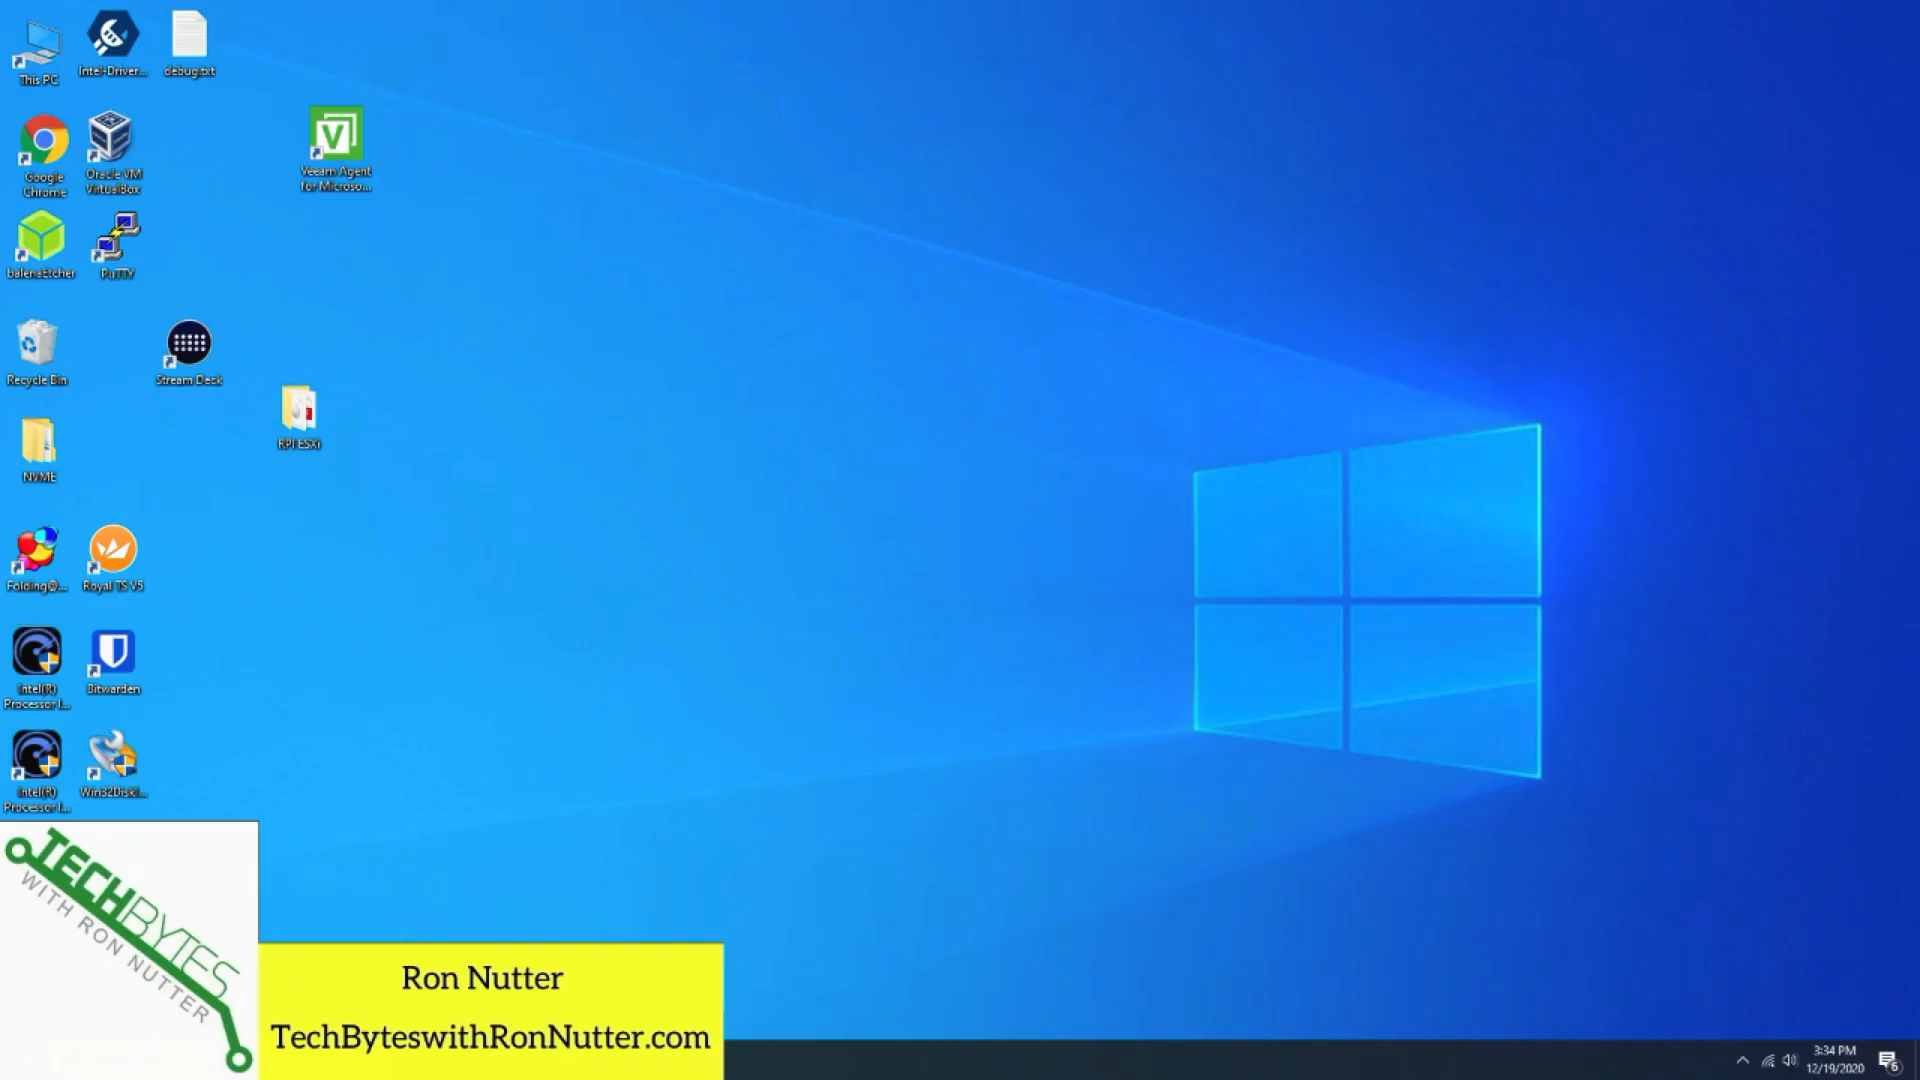 This PC
Intel-Driver...
debug.txt
Google
Chrome
Oracle VM
VirtualBox
Veeam Agent
for Microso...
balenaEtcher
PuTTY
Recycle Bin
Stream Deck
RPI ESXi
NVME
Folding@...
Royal TS V5
Intel(R)
Processor I...
Bitwarden
Intel(R)
Processor I...
Win32DiskI...
TECHBYTES
WITH RON NUTTER
Ron Nutter
TechByteswithRonNutter.com
3:34 PM
12/19/2020
6